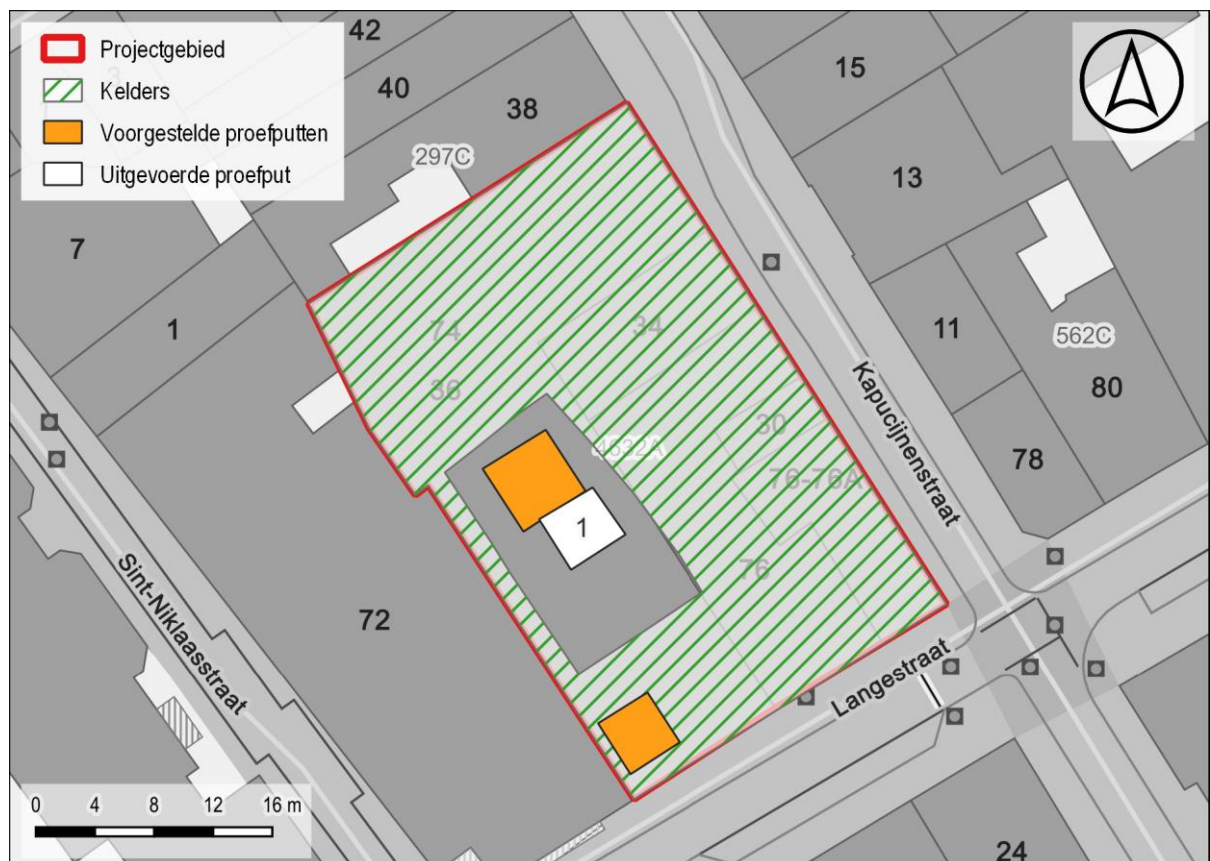 Projectgebied
Kelders
Voorgestelde proefputten
Uitgevoerde proefput
42
40
38
297C
15
13
11
562C
80
78
7
1
74
34
36
30
4632A
76-76A
76
1
72
24
Kapucijnenstraat
Langestraat
Sint-Niklaasstraat
0 4 8 12 16 m